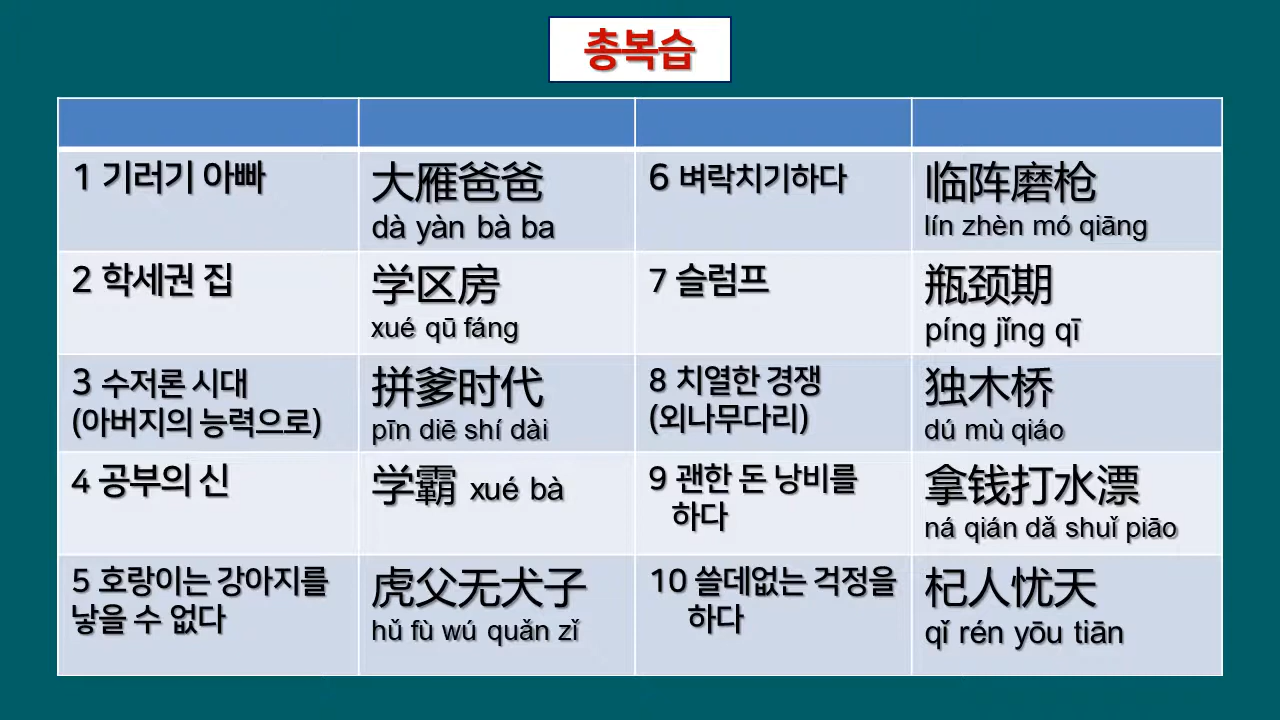 총복습
1 기러기 아빠
大雁爸爸
dà yàn bà ba
6 벼락치기하다
临阵磨枪
lín zhèn mó qiāng
2 학세권 집
学区房
xué qū fáng
7 슬럼프
瓶颈期
píng jǐng qī
3 수저론 시대
(아버지의 능력으로)
拼爹时代
pīn diē shí dài
8 치열한 경쟁
(외나무다리)
独木桥
dú mù qiáo
4 공부의 신
学霸 xué bà
9 괜한 돈 낭비를
하다
拿钱打水漂
ná qián dǎ shuǐ piāo
5 호랑이는 강아지를
낳을 수 없다
虎父无犬子
hǔ fù wú quǎn zǐ
10 쓸데없는 걱정을
하다
杞人忧天
qǐ rén yōu tiān